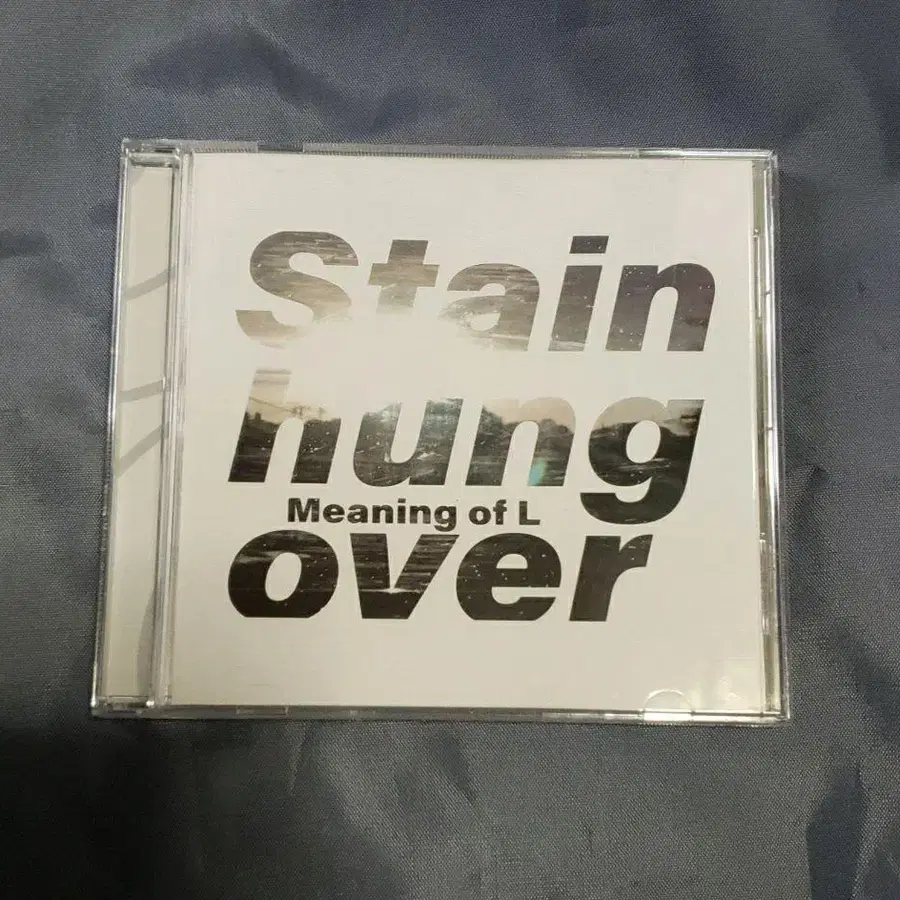 Stain
hung
Meaning of L
over